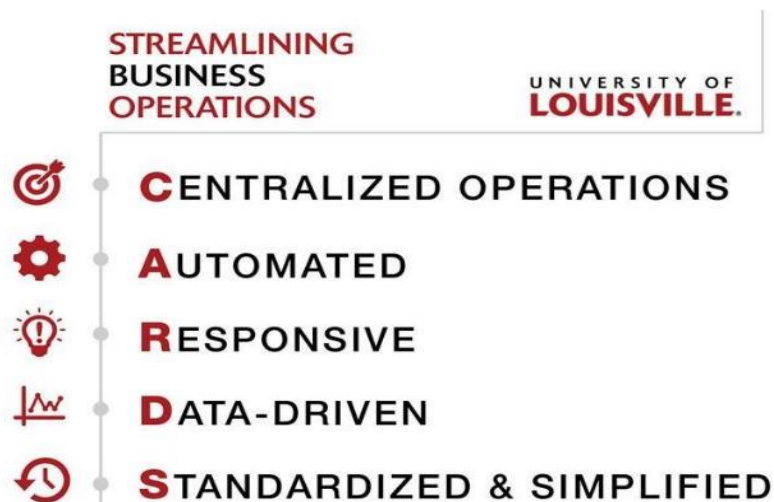 STREAMLINING
BUSINESS
OPERATIONS
UNIVERSITY OF
LOUISVILLE.
CENTRALIZED OPERATIONS
AUTOMATED
RESPONSIVE
DATA-DRIVEN
STANDARDIZED & SIMPLIFIED